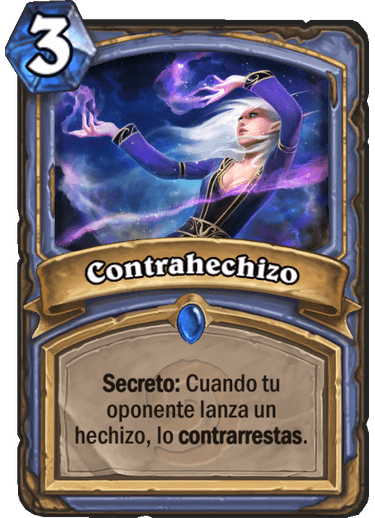 3
Contrahechizo
Secreto: Cuando tu
oponente lanza un
hechizo, lo contrarrestas.